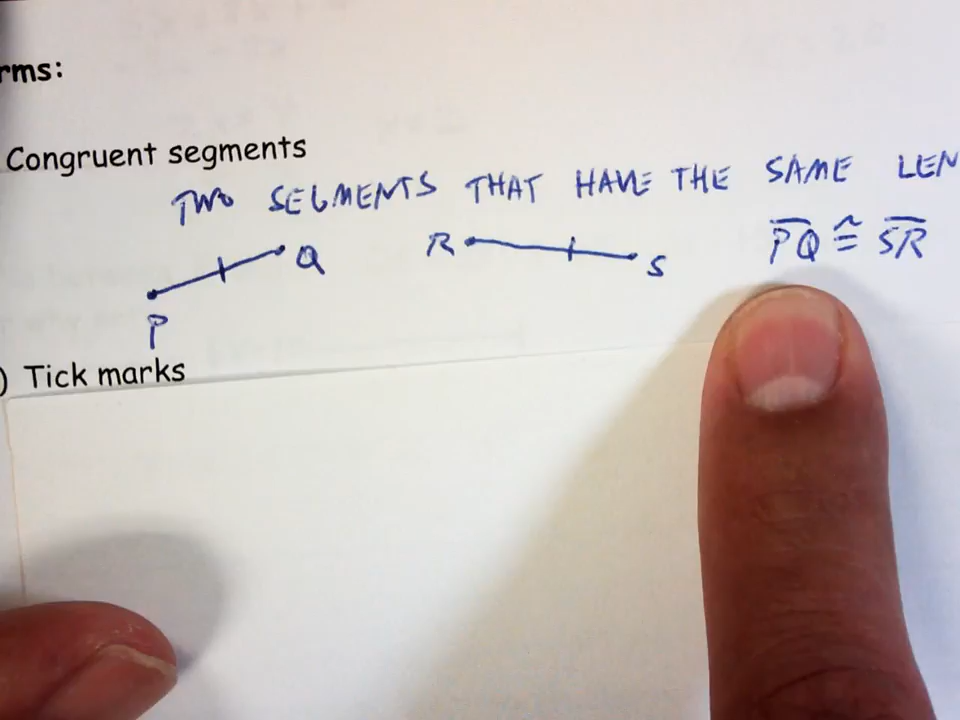 rms:
Congruent segments
TWO SEGMENTS THAT HAVE THE SAME LEN
P Q R S PQ ≅ SR
) Tick marks